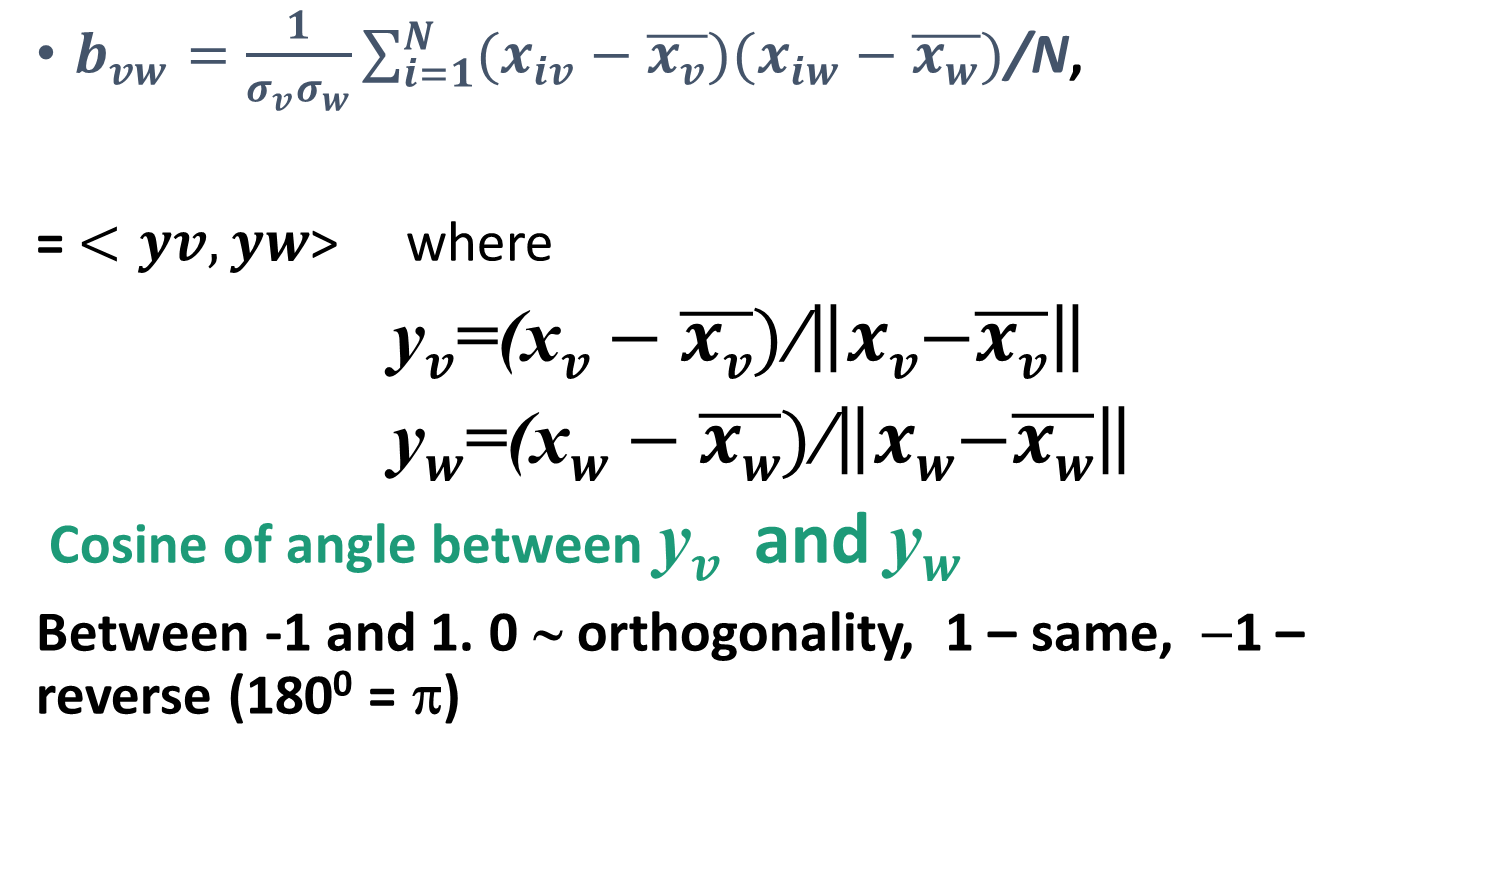 • b_vw = 1/(σ_v σ_w) ∑_{i=1}^{N} (x_iv − x̅_v)(x_iw − x̅_w)/N,
= < yv, yw> where
y_v=(x_v − x̅_v)/‖x_v−x̅_v‖
y_w=(x_w − x̅_w)/‖x_w−x̅_w‖
Cosine of angle between y_v and y_w
Between -1 and 1. 0 ~ orthogonality, 1 – same, −1 –
reverse (180⁰ = π)